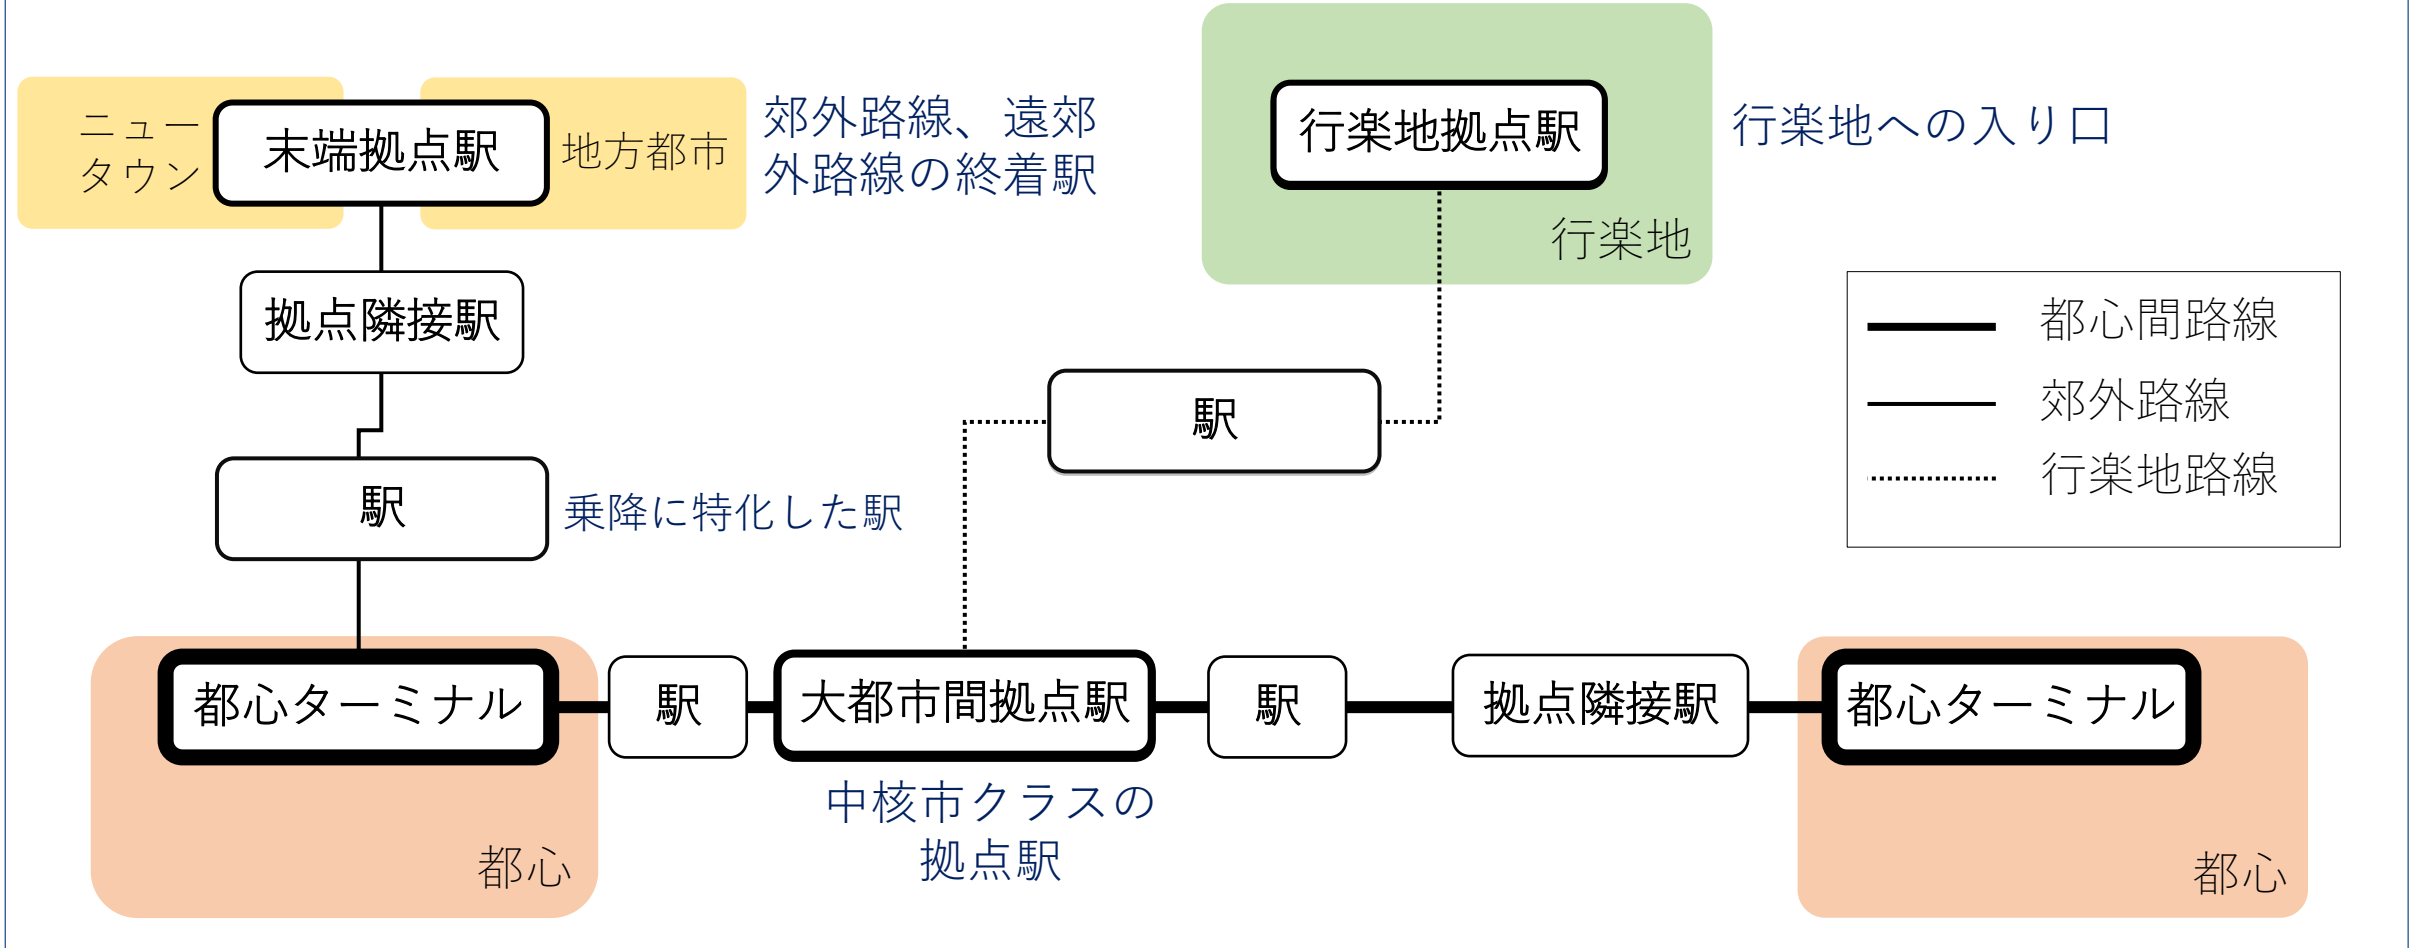 ニュー
タウン
末端拠点駅
地方都市
郊外路線、遠郊
外路線の終着駅
行楽地拠点駅
行楽地への入り口
行楽地
拠点隣接駅
都心間路線
郊外路線
行楽地路線
駅
駅
乗降に特化した駅
都心ターミナル
駅
大都市間拠点駅
駅
拠点隣接駅
都心ターミナル
中核市クラスの
拠点駅
都心
都心